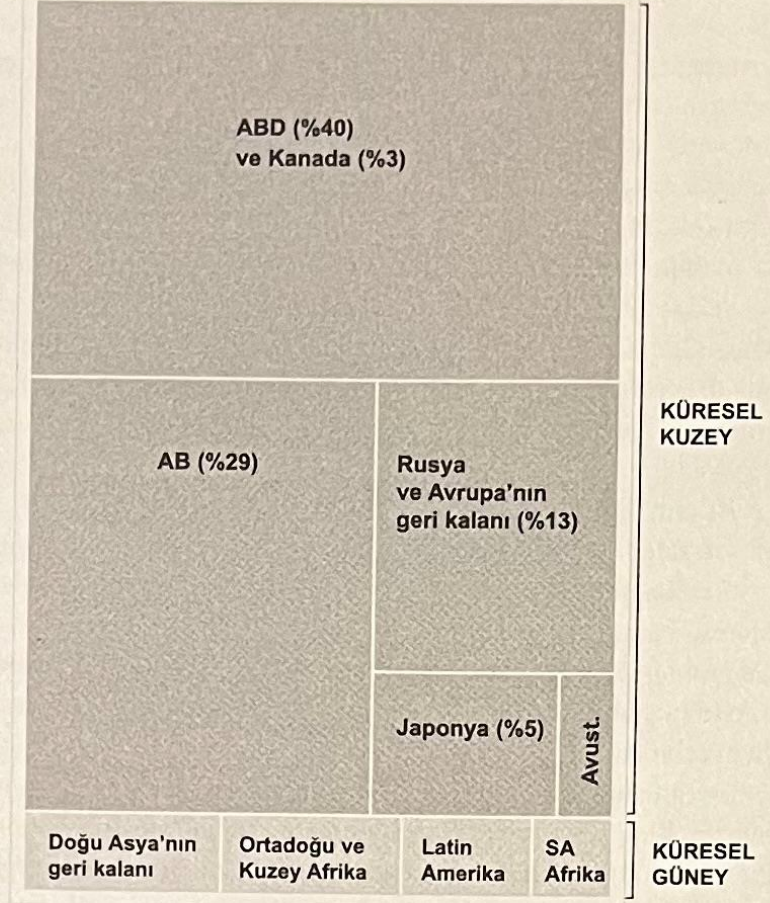 ABD (%40)
ve Kanada (%3)
AB (%29)
Rusya
ve Avrupa'nın
geri kalanı (%13)
Japonya (%5)
Avust.
KÜRESEL
KUZEY
Doğu Asya'nın
geri kalanı
Ortadoğu ve
Kuzey Afrika
Latin
Amerika
SA
Afrika
KÜRESEL
GÜNEY